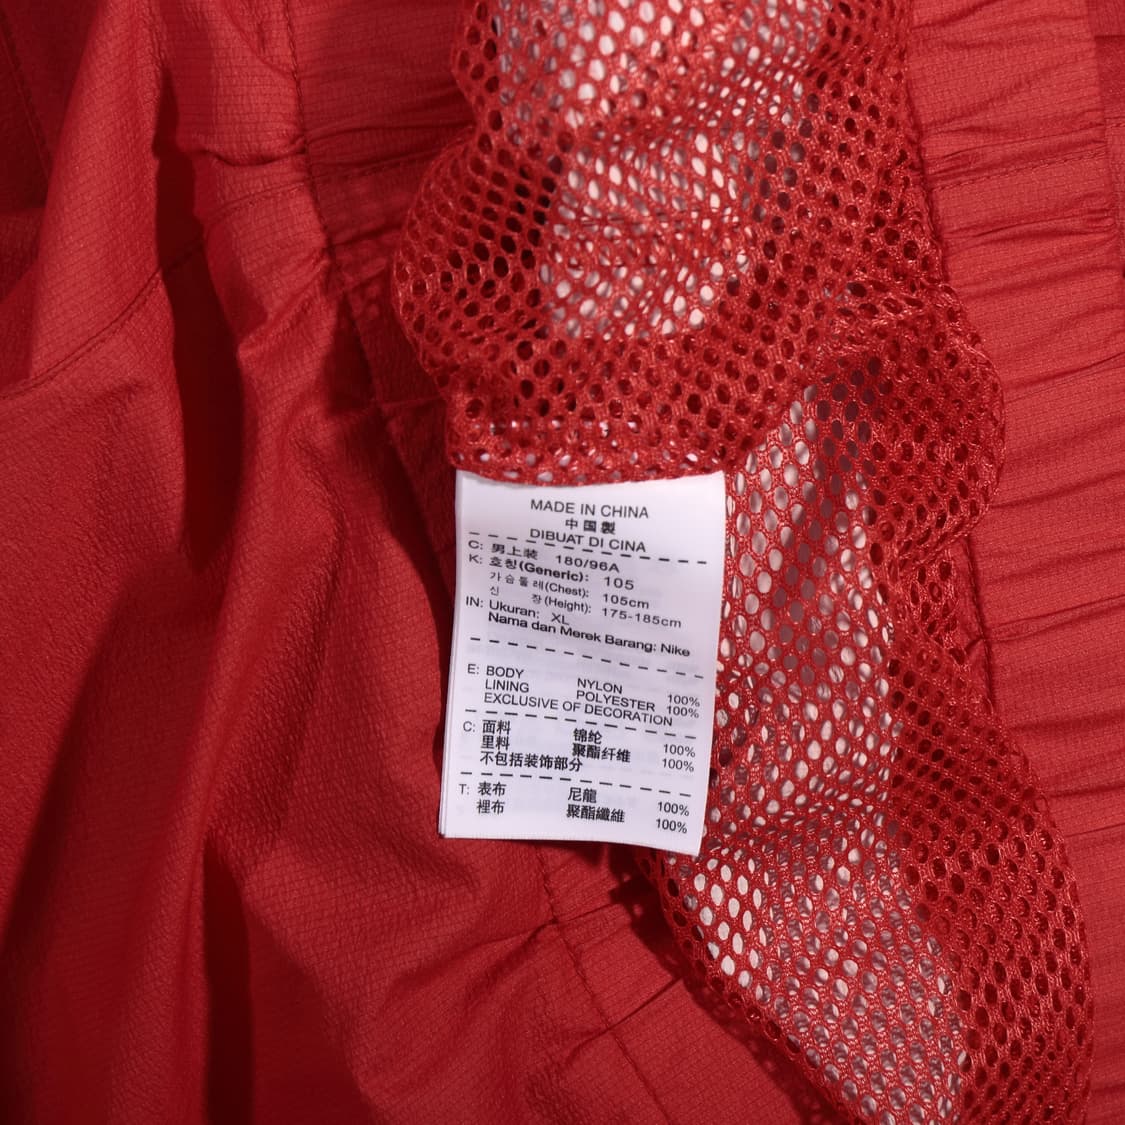 MADE IN CHINA
中国製
DIBUAT DI CINA
C: 男上装 180/96A
K: 호칭(Generic): 105
가슴둘레(Chest): 105cm
신 장(Height): 175-185cm
IN: Ukuran: XL
Nama dan Merek Barang: Nike
E: BODY NYLON 100%
LINING POLYESTER 100%
EXCLUSIVE OF DECORATION
C: 面料 锦纶 100%
里料 聚酯纤维 100%
不包括装饰部分
T: 表布 尼龍 100%
裡布 聚酯纖維 100%